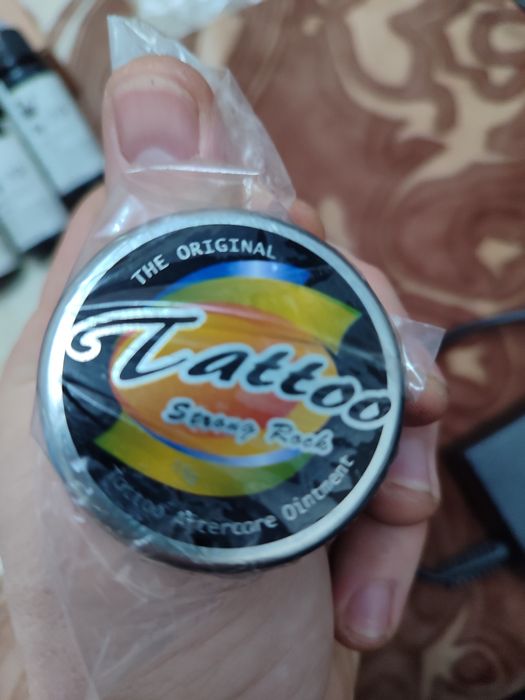 THE ORIGINAL
Tattoo
Strong Rock
Tattoo Aftercare Ointment